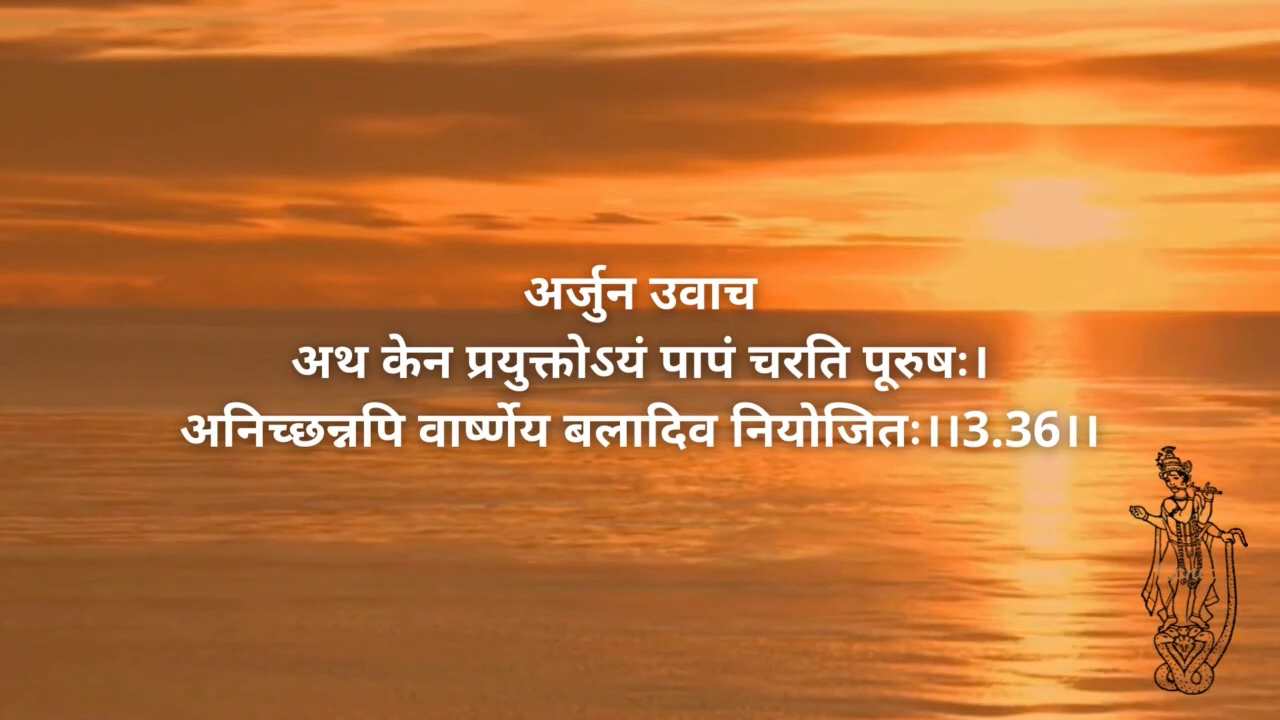 अर्जुन उवाच
अथ केन प्रयुक्तोऽयं पापं चरति पूरुषः।
अनिच्छन्नपि वार्ष्णेय बलादिव नियोजितः।।3.36।।